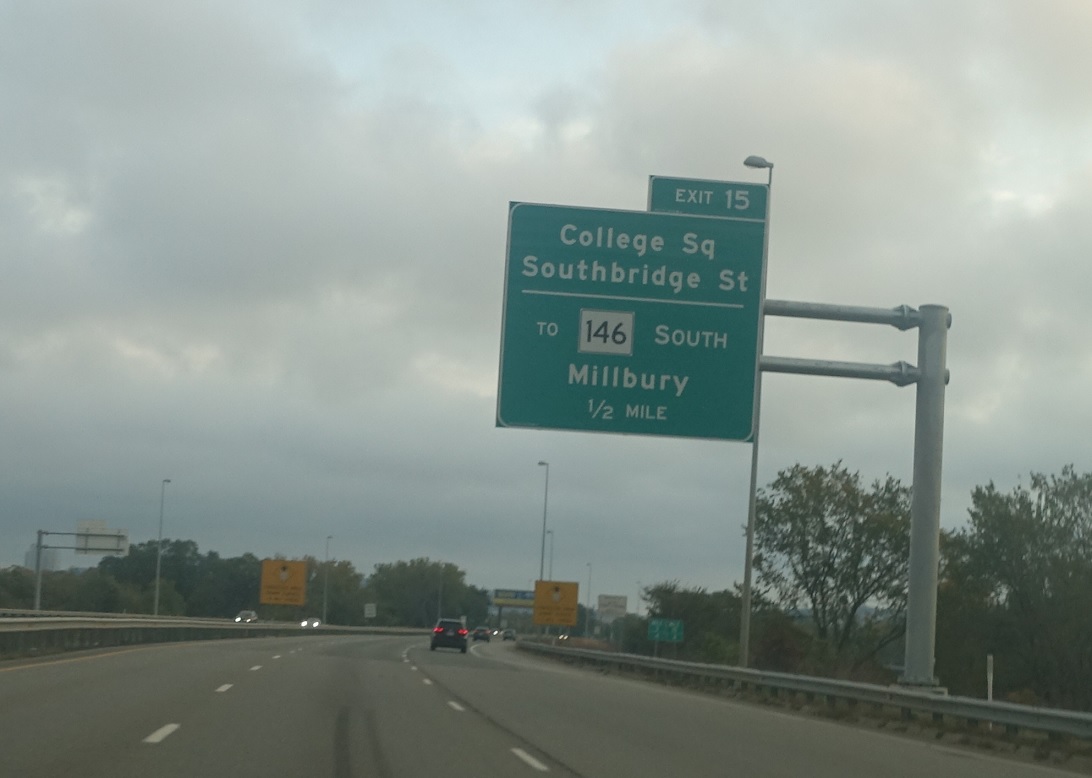 EXIT 15
College Sq
Southbridge St
TO 146 SOUTH
Millbury
1/2 MILE